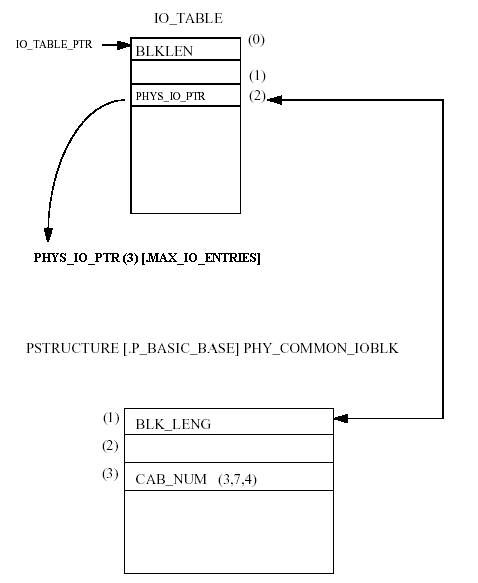 IO_TABLE
(0)
IO_TABLE_PTR
BLKLEN
(1)
PHYS_IO_PTR
(2)
PHYS_IO_PTR (3) [.MAX_IO_ENTRIES]
PSTRUCTURE [.P_BASIC_BASE] PHY_COMMON_IOBLK
(1)
BLK_LENG
(2)
(3)
CAB_NUM (3,7,4)